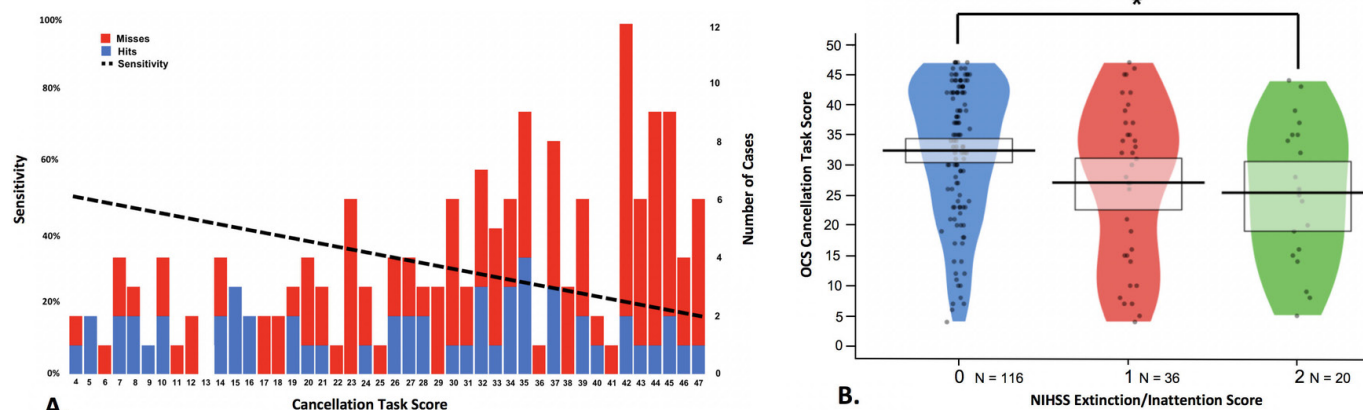 100%
80%
60%
40%
20%
0%
Sensitivity
Misses
Hits
Sensitivity
12
10
8
6
4
2
0
Number of Cases
4 5 6 7 8 9 10 11 12 13 14 15 16 17 18 19 20 21 22 23 24 25 26 27 28 29 30 31 32 33 34 35 36 37 38 39 40 41 42 43 44 45 46 47
Cancellation Task Score
A
*
50
45
40
35
30
25
20
15
10
5
0
OCS Cancellation Task Score
0 N = 116 1 N = 36 2 N = 20
NIHSS Extinction/Inattention Score
B.